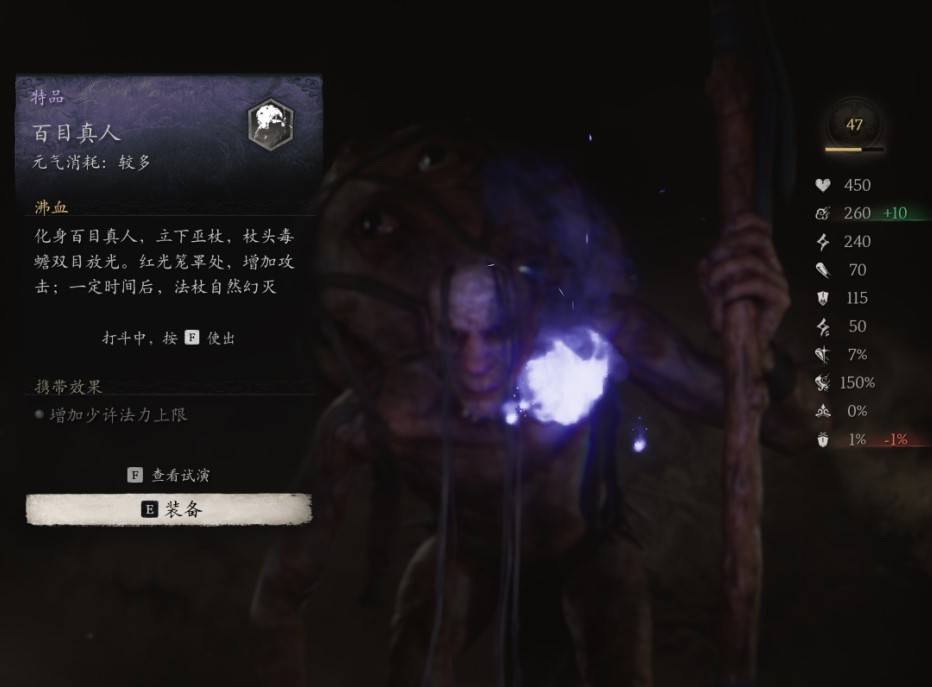 特品
百目真人
元气消耗：较多
沸血
化身百目真人，立下巫杖，杖头毒
蟾双目放光。红光笼罩处，增加攻
击；一定时间后，法杖自然幻灭
打斗中，按 F 使出
携带效果
增加少许法力上限
F 查看试演
E 装备
47
450
260 +10
240
70
115
50
7%
150%
0%
1% -1%